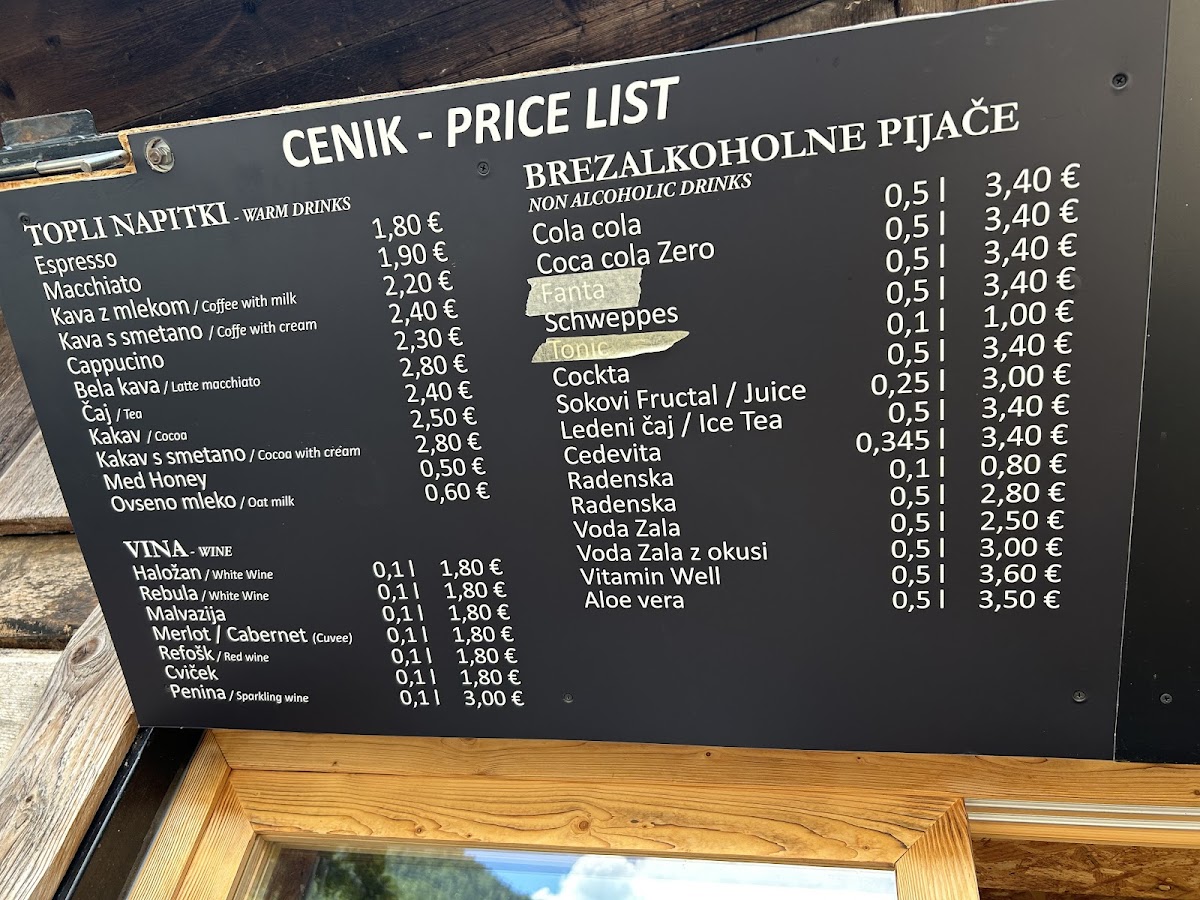 CENIK - PRICE LIST
TOPLI NAPITKI - WARM DRINKS
Espresso 1,80 €
Macchiato 1,90 €
Kava z mlekom / Coffee with milk 2,20 €
Kava s smetano / Coffe with cream 2,40 €
Cappucino 2,30 €
Bela kava / Latte macchiato 2,80 €
Čaj / Tea 2,40 €
Kakav / Cocoa 2,50 €
Kakav s smetano / Cocoa with cream 2,80 €
Med Honey 0,50 €
Ovseno mleko / Oat milk 0,60 €
VINA - WINE
Haložan / White Wine 0,1 l 1,80 €
Rebula / White Wine 0,1 l 1,80 €
Malvazija 0,1 l 1,80 €
Merlot / Cabernet (Cuvee) 0,1 l 1,80 €
Refošk / Red wine 0,1 l 1,80 €
Cviček 0,1 l 1,80 €
Penina / Sparkling wine 0,1 l 3,00 €
BREZALKOHOLNE PIJAČE
NON ALCOHOLIC DRINKS
Cola cola 0,5 l 3,40 €
Coca cola Zero 0,5 l 3,40 €
Fanta 0,5 l 3,40 €
Schweppes 0,5 l 3,40 €
Tonic 0,1 l 1,00 €
Cockta 0,5 l 3,40 €
Sokovi Fructal / Juice 0,25 l 3,00 €
Ledeni čaj / Ice Tea 0,5 l 3,40 €
Cedevita 0,345 l 3,40 €
Radenska 0,1 l 0,80 €
Radenska 0,5 l 2,80 €
Voda Zala 0,5 l 2,50 €
Voda Zala z okusi 0,5 l 3,00 €
Vitamin Well 0,5 l 3,60 €
Aloe vera 0,5 l 3,50 €